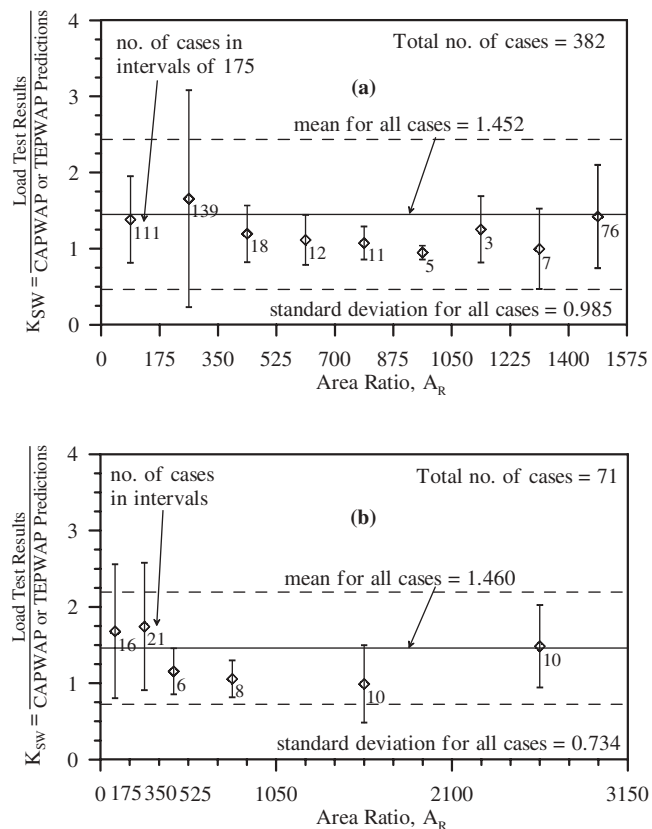 4
no. of cases in
intervals of 175
Total no. of cases = 382
(a)
3
mean for all cases = 1.452
2
139
111
18
12
11
5
3
7
76
1
standard deviation for all cases = 0.985
0
0 175 350 525 700 875 1050 1225 1400 1575
Area Ratio, A_R
K_SW = Load Test Results / CAPWAP or TEPWAP Predictions
4
no. of cases
in intervals
Total no. of cases = 71
(b)
3
mean for all cases = 1.460
2
16
21
6
8
10
10
1
standard deviation for all cases = 0.734
0
0 175 350 525 1050 2100 3150
Area Ratio, A_R
K_SW = Load Test Results / CAPWAP or TEPWAP Predictions